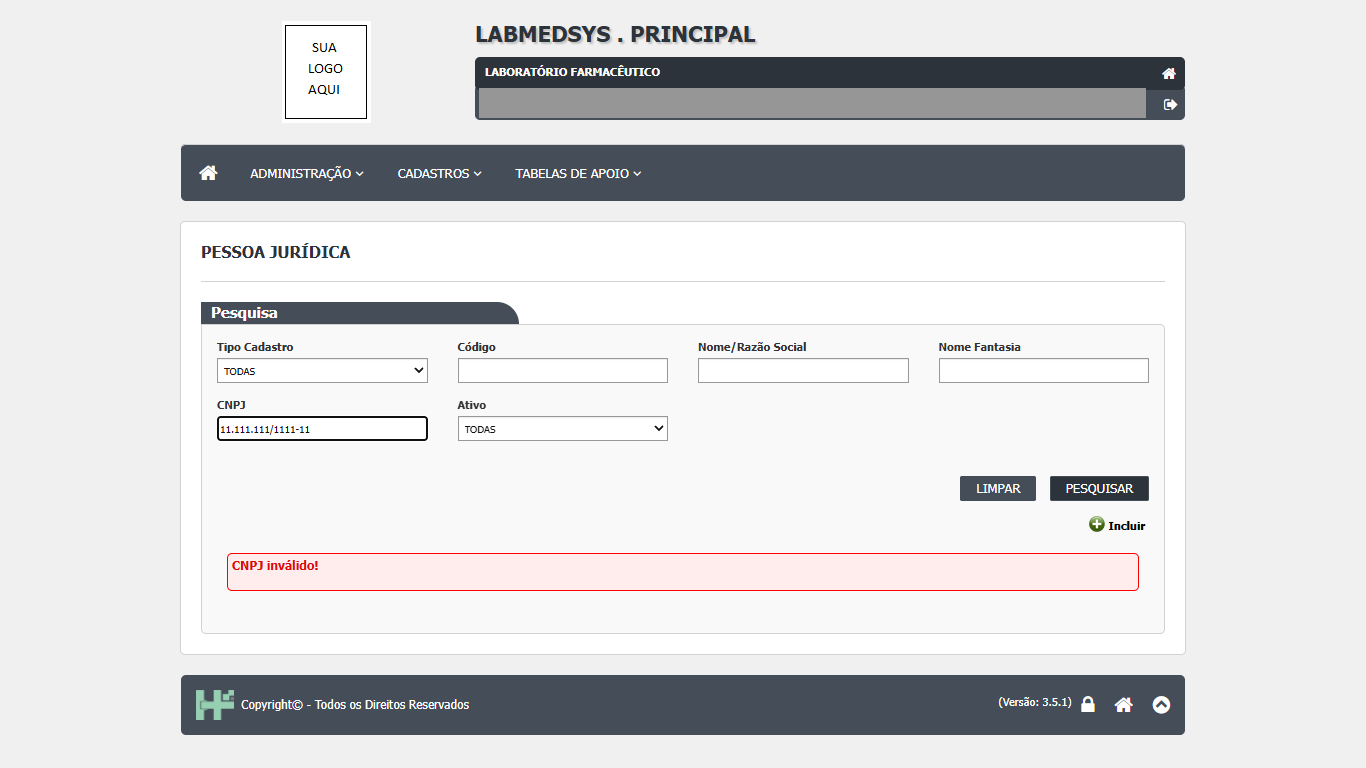 SUA
LOGO
AQUI
LABMEDSYS . PRINCIPAL
LABORATÓRIO FARMACÊUTICO
ADMINISTRAÇÃO CADASTROS TABELAS DE APOIO
PESSOA JURÍDICA
Pesquisa
Tipo Cadastro Código Nome/Razão Social Nome Fantasia
TODAS
CNPJ Ativo
11.111.111/1111-11 TODAS
LIMPAR PESQUISAR
Incluir
CNPJ inválido!
Copyright© - Todos os Direitos Reservados (Versão: 3.5.1)